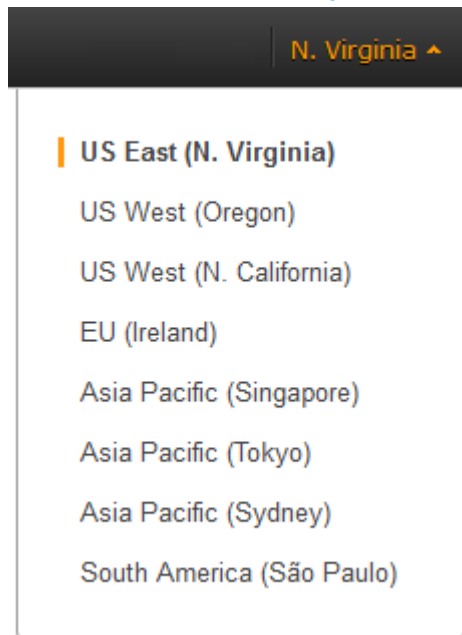 N. Virginia
US East (N. Virginia)
US West (Oregon)
US West (N. California)
EU (Ireland)
Asia Pacific (Singapore)
Asia Pacific (Tokyo)
Asia Pacific (Sydney)
South America (São Paulo)